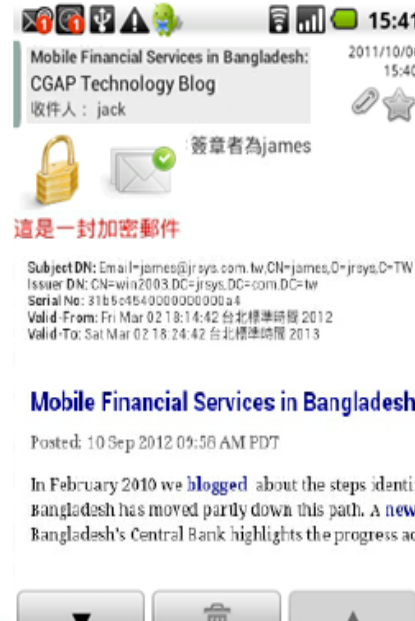 15:41
Mobile Financial Services in Bangladesh:
CGAP Technology Blog
收件人： jack
2011/10/0
15:40
簽章者為james
這是一封加密郵件
Subject DN: Email=james@jrsys.com.tw,CN=james,O=jrsys,C=TW
Issuer DN: CN=win2003,DC=jrsys,DC=com,DC=tw
Valid-From: Fri Mar 02 18:14:42 台北標準時間 2012
Valid-To: Sat Mar 02 18:24:42 台北標準時間 2013
Mobile Financial Services in Bangladesh
Posted: 10 Sep 2012 09:58 AM PDT
In February 2010 we blogged about the steps identi
Bangladesh has moved partly down this path. A new
Bangladesh's Central Bank highlights the progress a